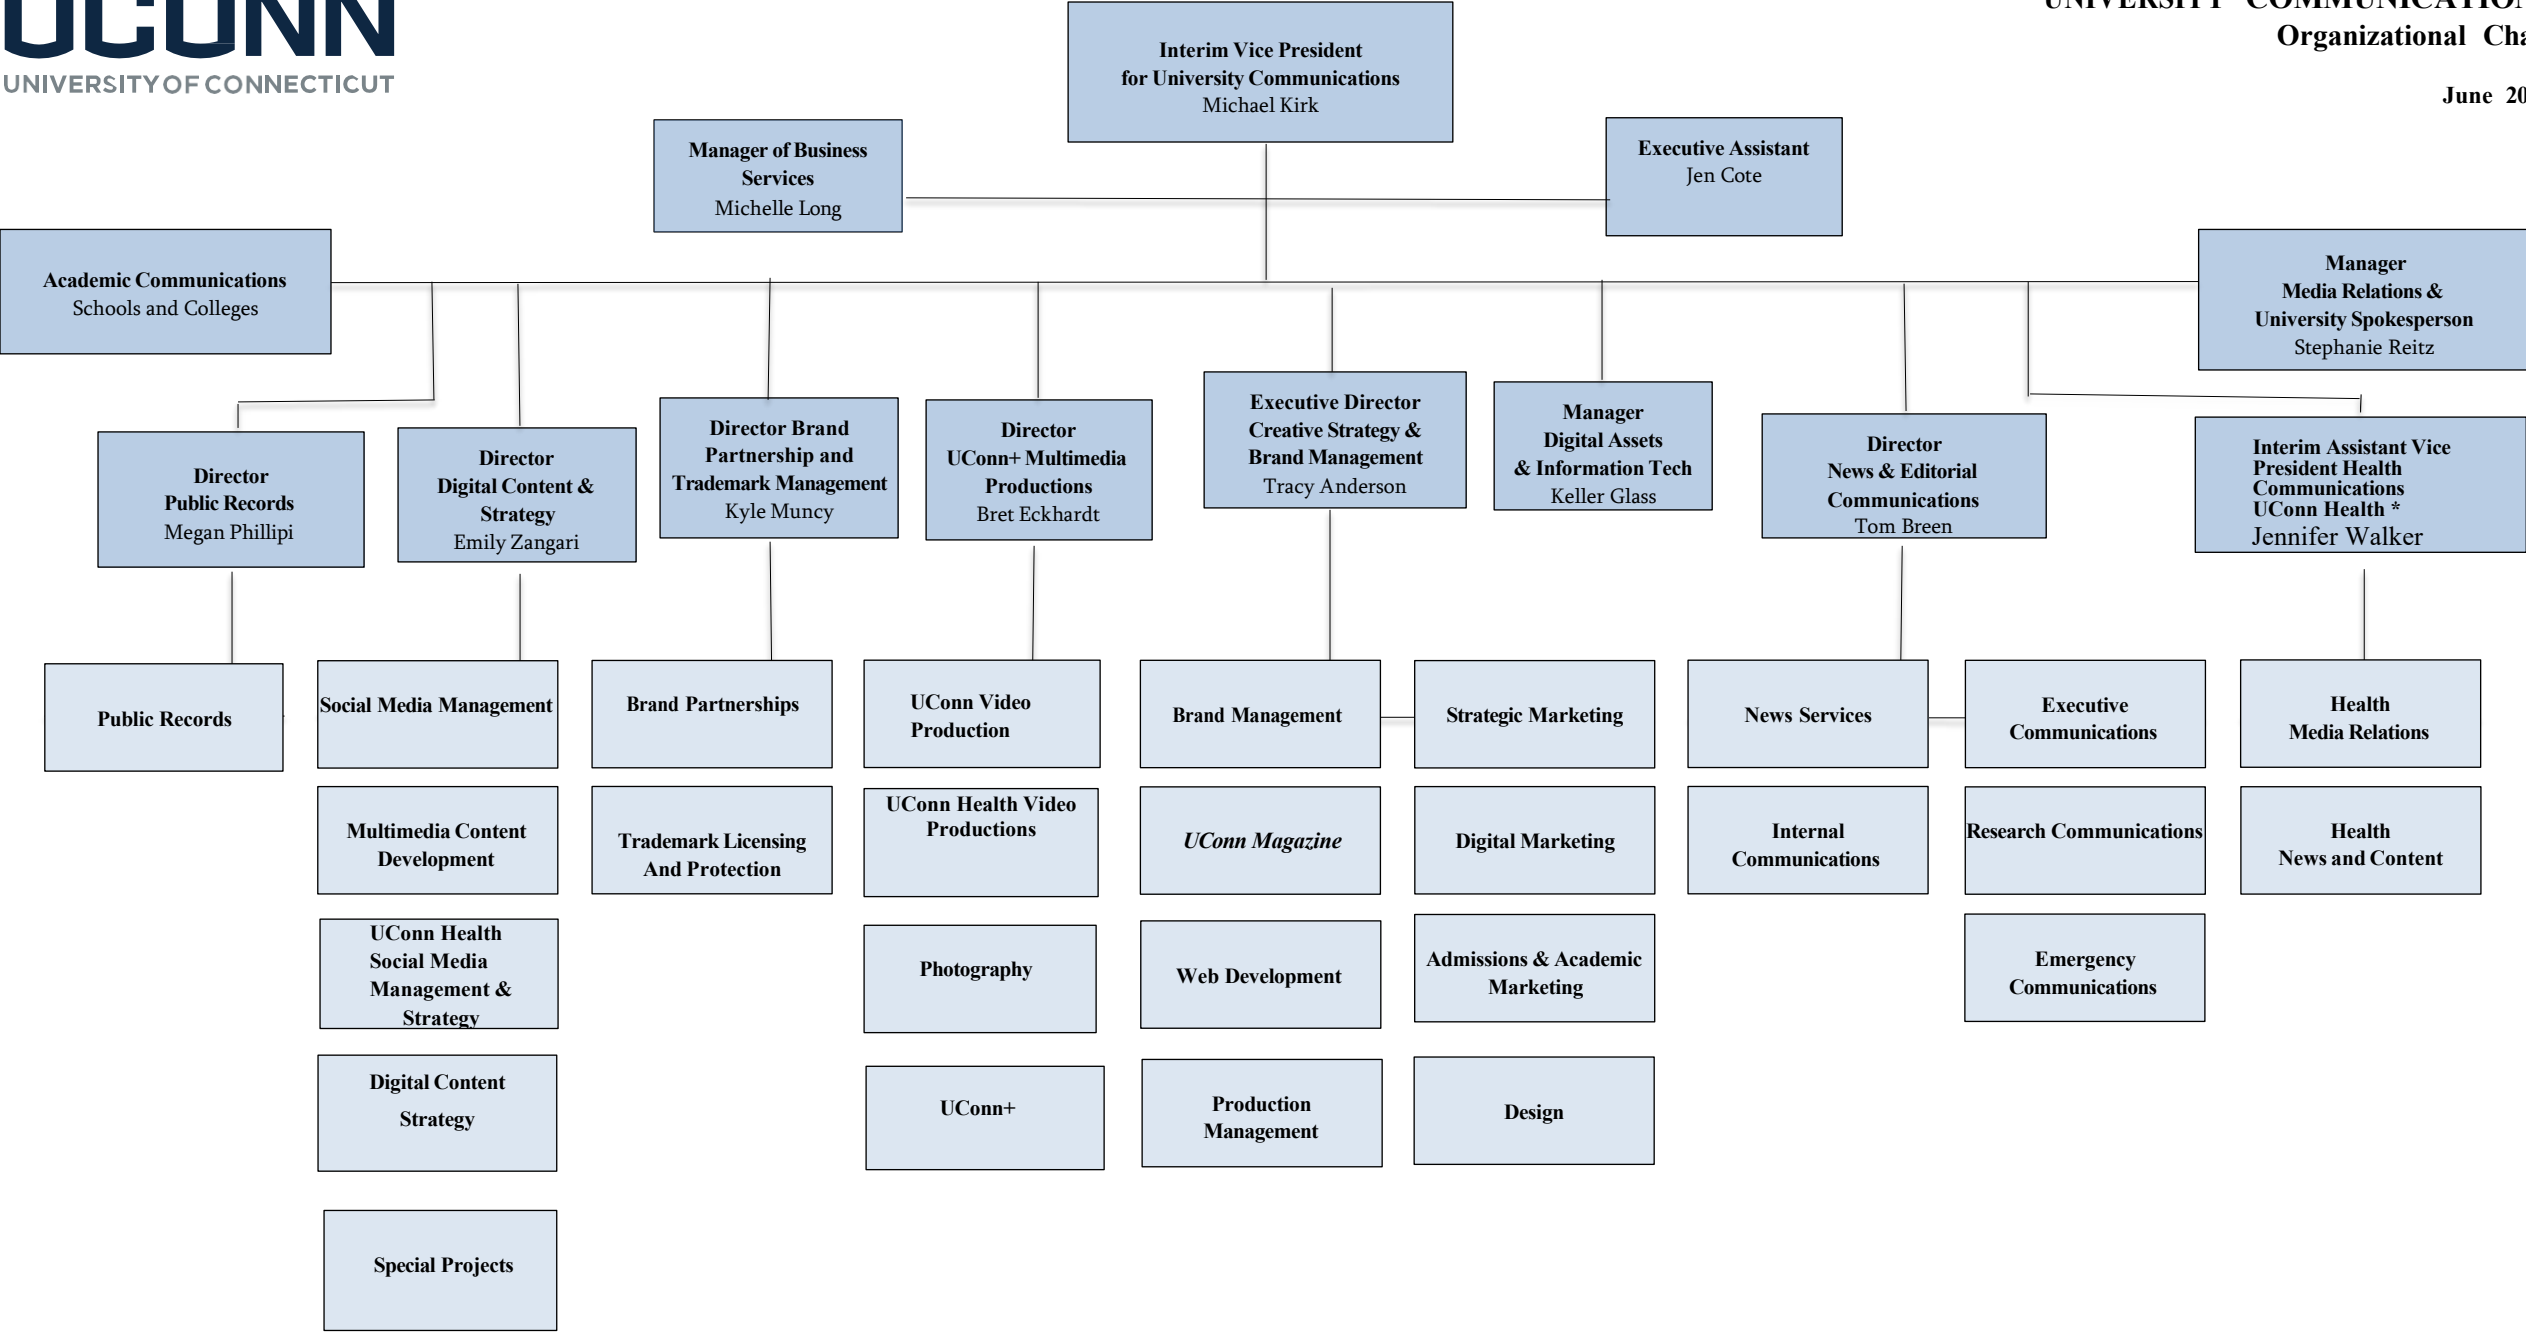 UCONN
UNIVERSITY OF CONNECTICUT
UNIVERSITY COMMUNICATION
Organizational
June
Interim Vice President
for University Communications
Michael Kirk
Manager of Business
Services
Michelle Long
Executive Assistant
Jen Cote
Academic Communications
Schools and Colleges
Manager
Media Relations &
University Spokesperson
Stephanie Reitz
Director
Public Records
Megan Phillipi
Director
Digital Content &
Strategy
Emily Zangari
Director Brand
Partnership and
Trademark Management
Kyle Muncy
Director
UConn+ Multimedia
Productions
Bret Eckhardt
Executive Director
Creative Strategy &
Brand Management
Tracy Anderson
Manager
Digital Assets
& Information Tech
Keller Glass
Director
News & Editorial
Communications
Tom Breen
Interim Assistant Vice
President Health
Communications
UConn Health *
Jennifer Walker
Public Records
Social Media Management
Brand Partnerships
UConn Video
Production
Brand Management
Strategic Marketing
News Services
Executive
Communications
Health
Media Relations
Multimedia Content
Development
Trademark Licensing
And Protection
UConn Health Video
Productions
UConn Magazine
Digital Marketing
Internal
Communications
Research Communications
Health
News and Content
UConn Health
Social Media
Management &
Strategy
Photography
Web Development
Admissions & Academic
Marketing
Emergency
Communications
Digital Content
Strategy
UConn+
Production
Management
Design
Special Projects